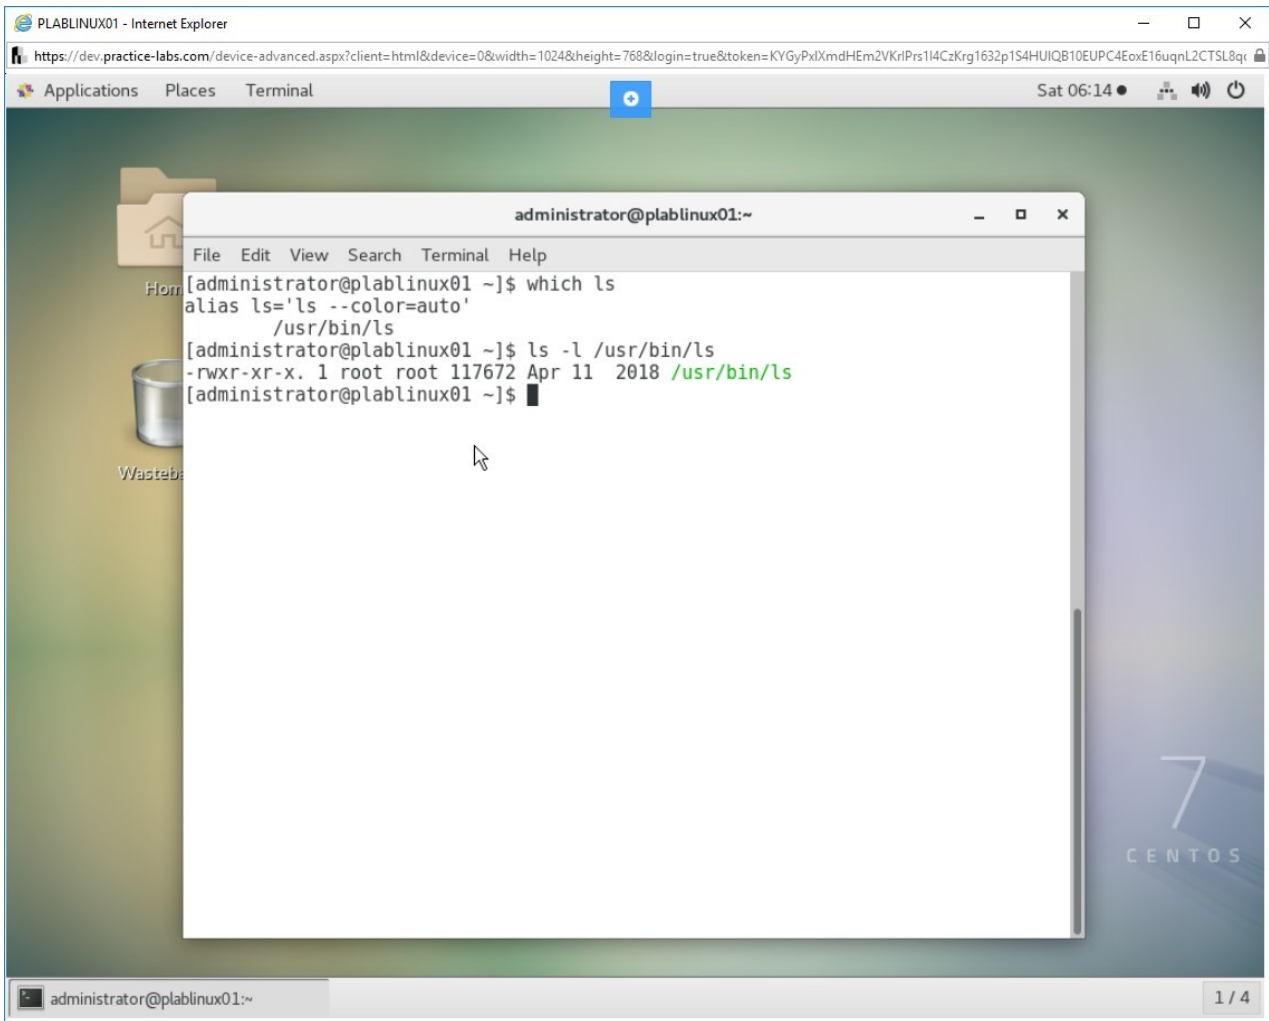 PLABLINUX01 - Internet Explorer
https://dev.practice-labs.com/device-advanced.aspx?client=html&device=0&width=1024&height=768&login=true&token=
Applications Places Terminal Sat 06:14
administrator@plablinux01:~
File Edit View Search Terminal Help
Hom
[administrator@plablinux01 ~]$ which ls
alias ls='ls --color=auto'
/usr/bin/ls
[administrator@plablinux01 ~]$ ls -l /usr/bin/ls
-rwxr-xr-x. 1 root root 117672 Apr 11  2018 /usr/bin/ls
[administrator@plablinux01 ~]$
Wasteb
7
CENTOS
administrator@plablinux01:~ 1 / 4